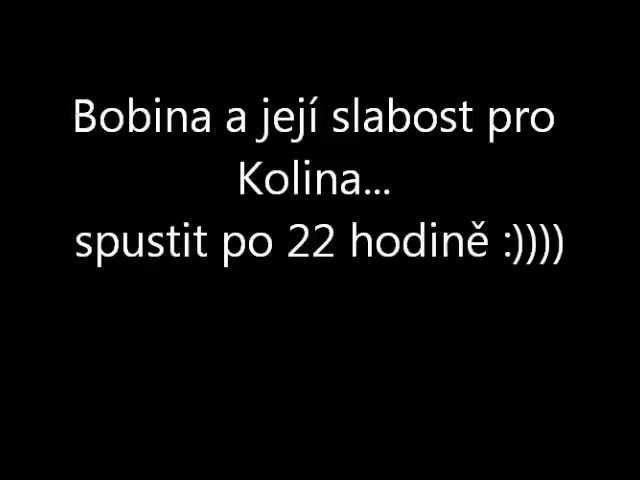 Bobina a její slabost pro
Kolina...
spustit po 22 hodině :))))